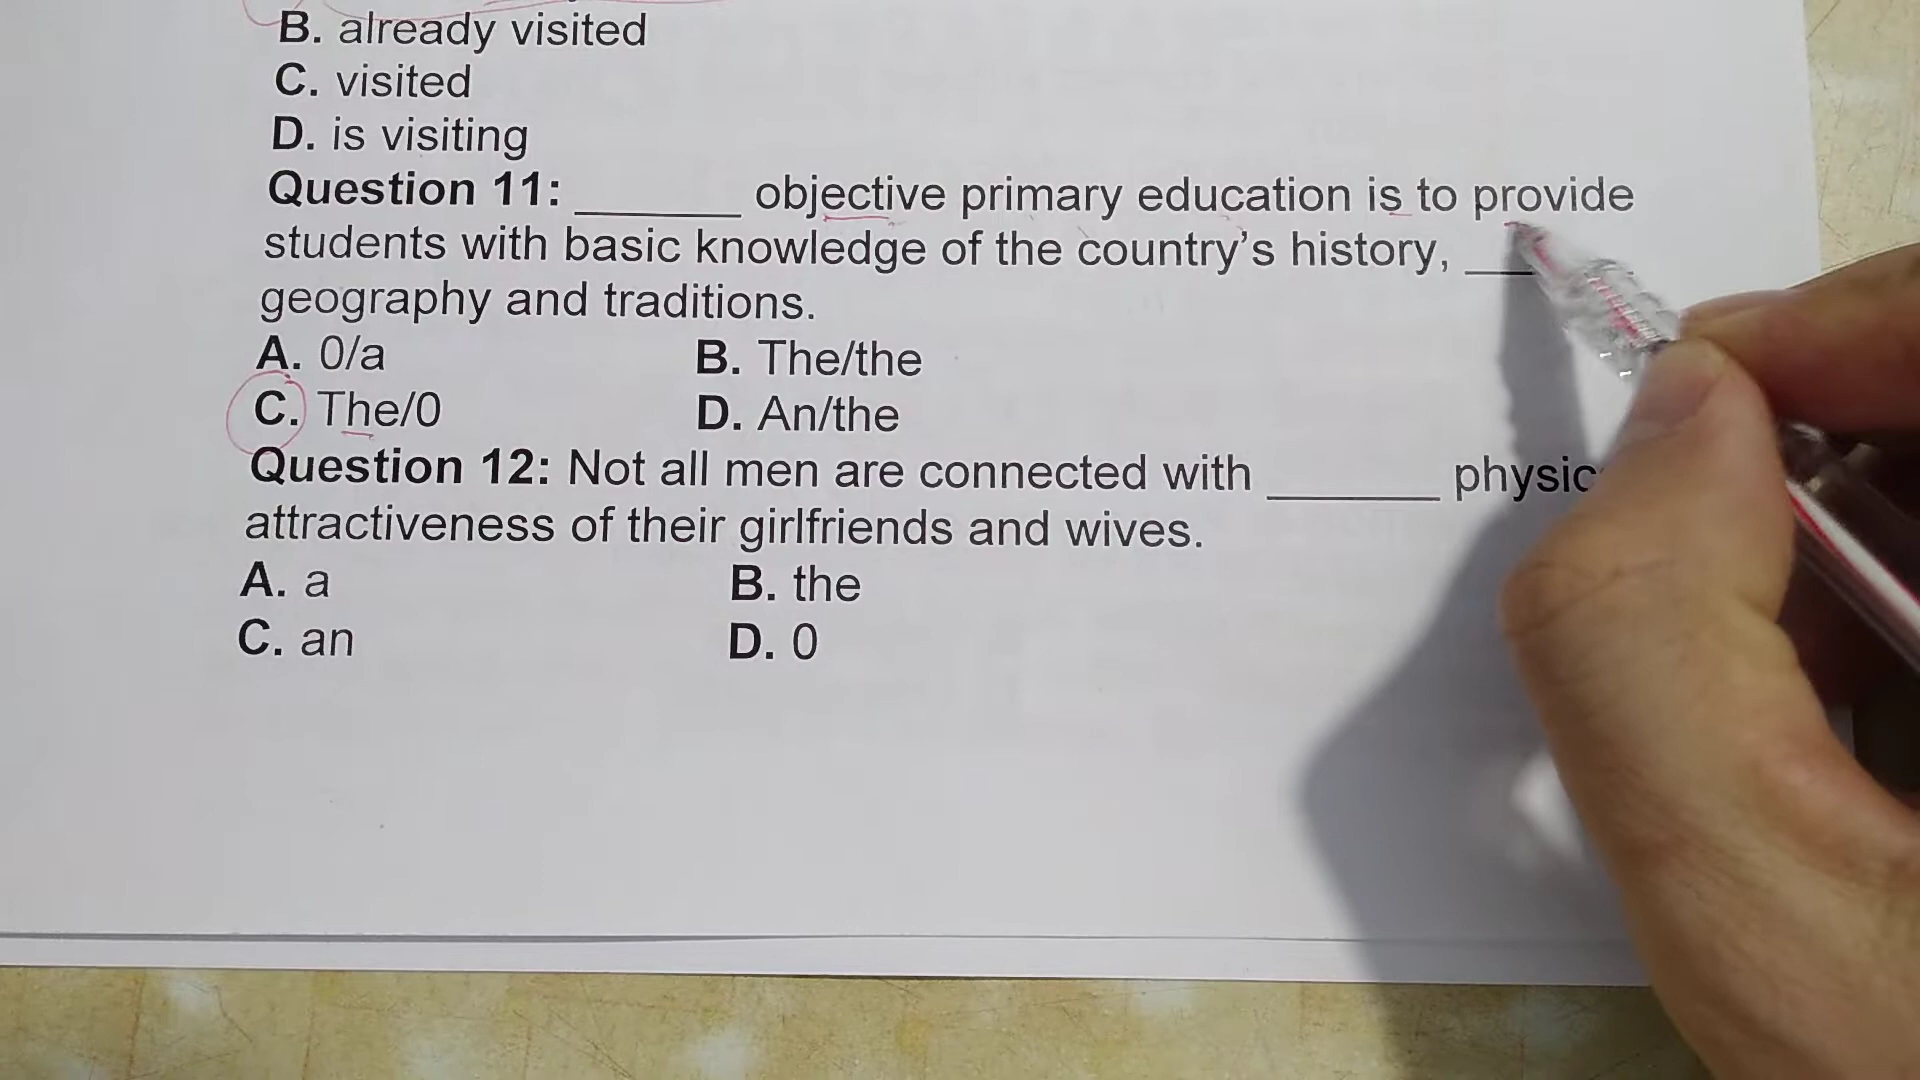 B. already visited
C. visited
D. is visiting
Question 11: _______ objective primary education is to provide
students with basic knowledge of the country's history, ___
geography and traditions.
A. 0/a B. The/the
C. The/0 D. An/the
Question 12: Not all men are connected with _______
attractiveness of their girlfriends and wives.
A. a B. the
C. an D. 0